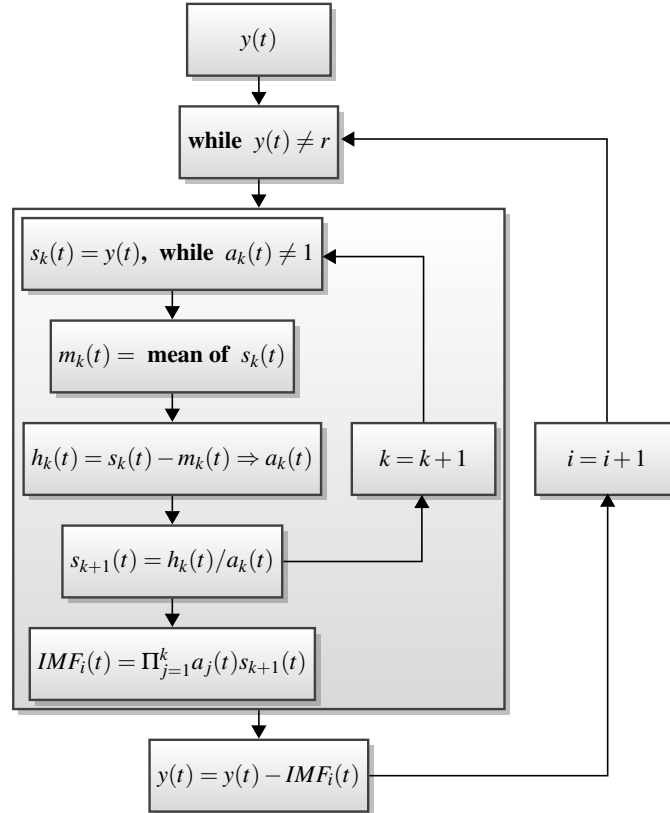 y(t)
while y(t) ≠ r
s_k(t) = y(t), while a_k(t) ≠ 1
m_k(t) = mean of s_k(t)
h_k(t) = s_k(t) − m_k(t) ⇒ a_k(t)
k = k + 1
i = i + 1
s_{k+1}(t) = h_k(t)/a_k(t)
IMF_i(t) = Π_{j=1}^k a_j(t)s_{k+1}(t)
y(t) = y(t) − IMF_i(t)